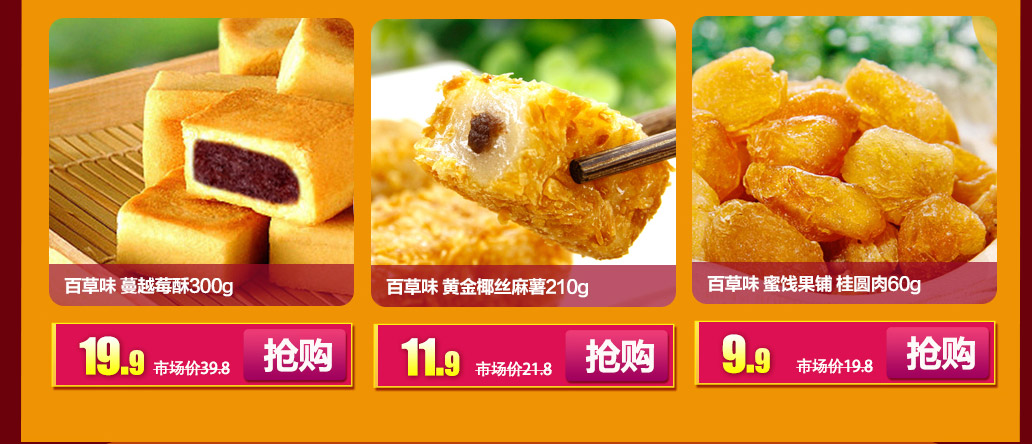 百草味 蔓越莓酥300g
百草味 黄金椰丝麻薯210g
百草味 蜜饯果铺 桂圆肉60g
19.9 市场价39.8 抢购
11.9 市场价21.8 抢购
9.9 市场价19.8 抢购